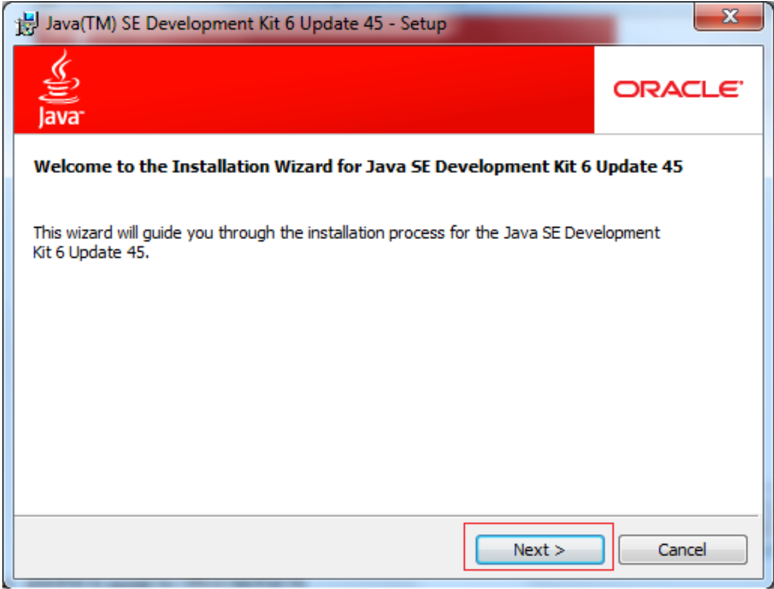 Java(TM) SE Development Kit 6 Update 45 - Setup
Java™
ORACLE®
Welcome to the Installation Wizard for Java SE Development Kit 6 Update 45
This wizard will guide you through the installation process for the Java SE Development
Kit 6 Update 45.
Next >
Cancel